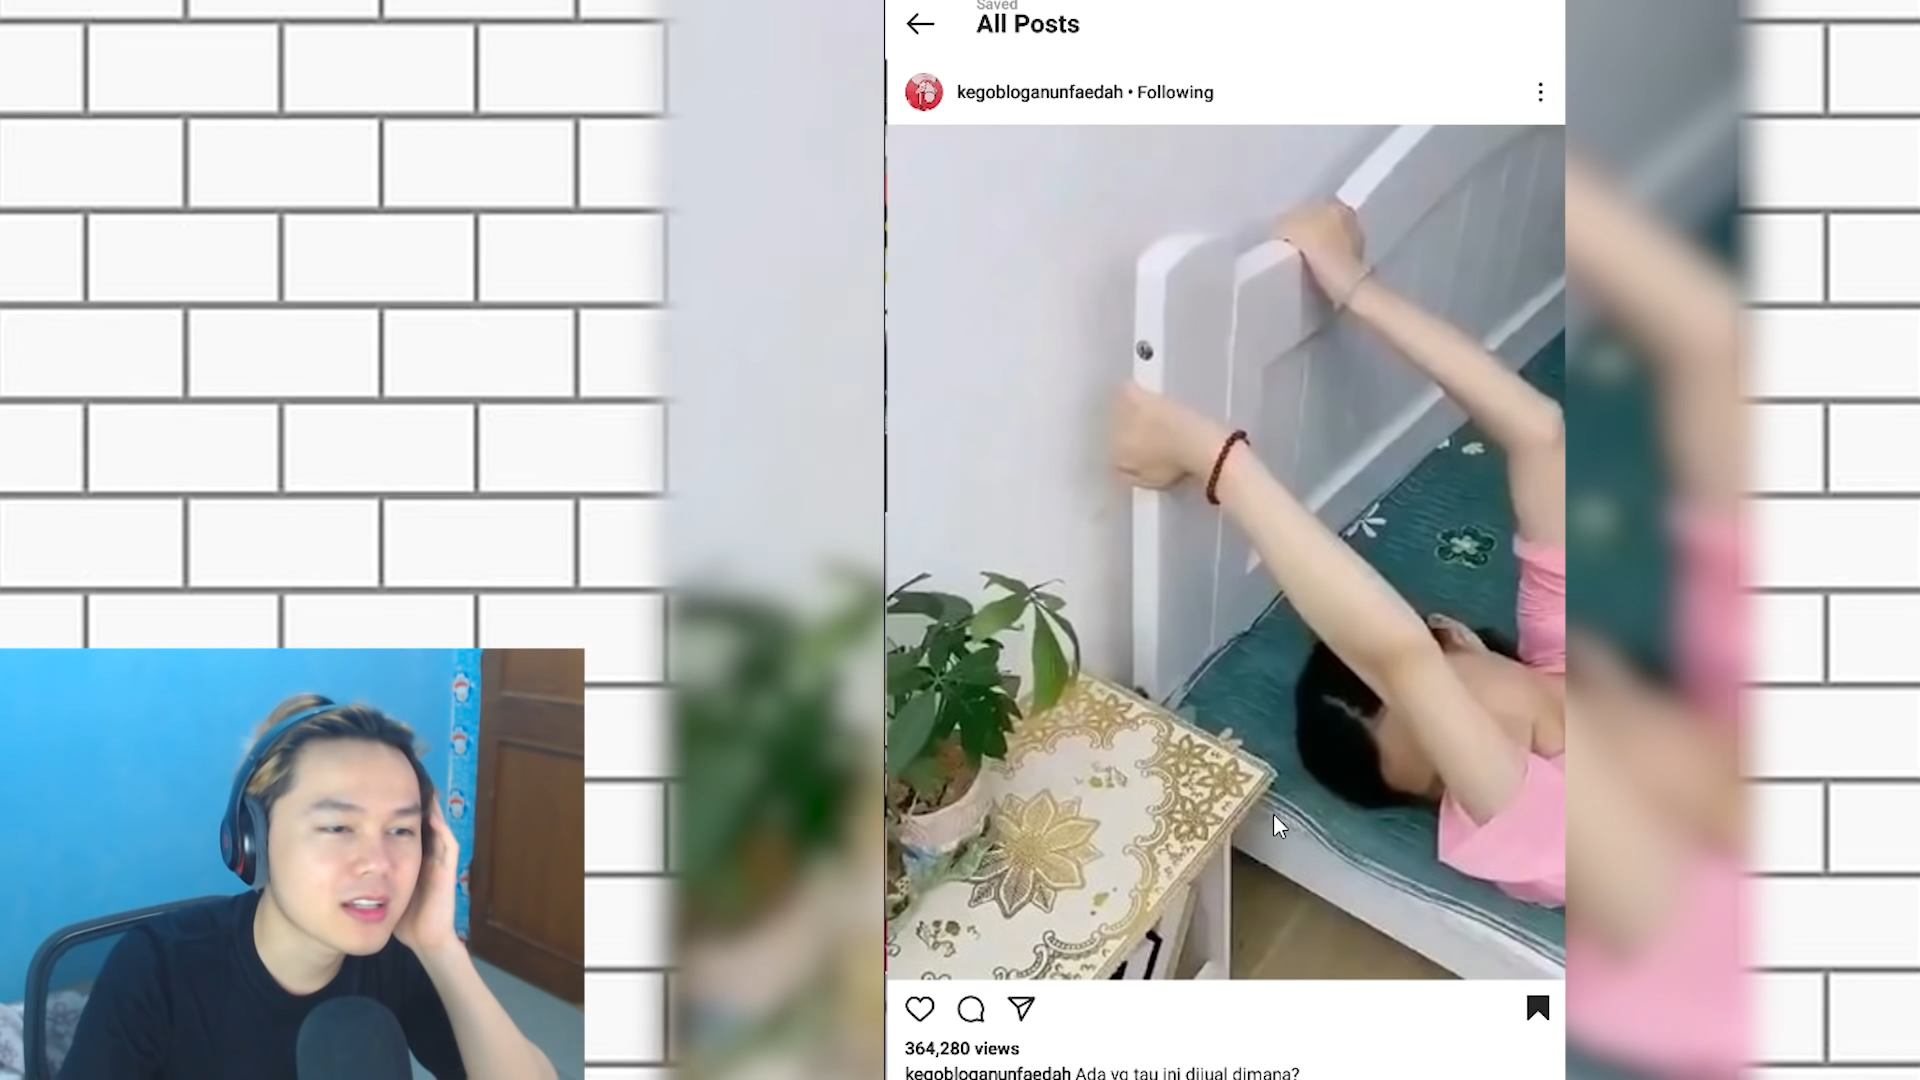 Saved
All Posts
kegobloganunfaedah • Following
364,280 views
kegobloganunfaedah Ada yg tau ini dijual dimana?